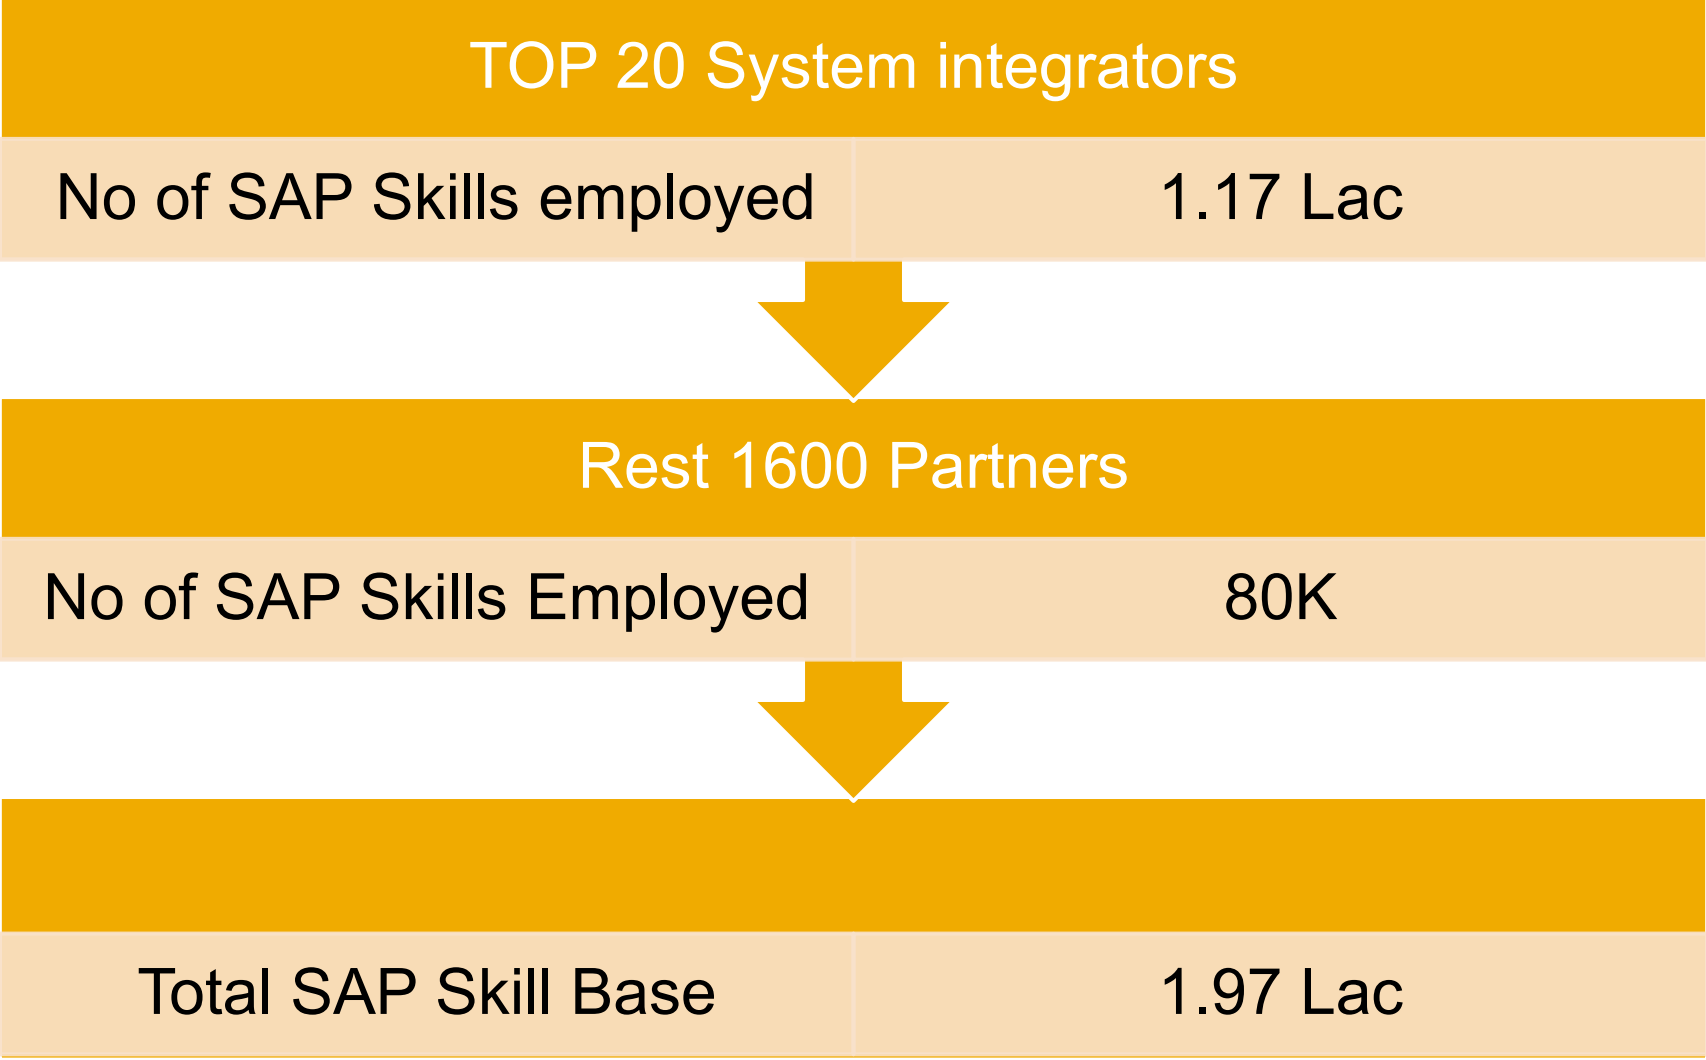 TOP 20 System integrators
No of SAP Skills employed 1.17 Lac
Rest 1600 Partners
No of SAP Skills Employed 80K
Total SAP Skill Base 1.97 Lac